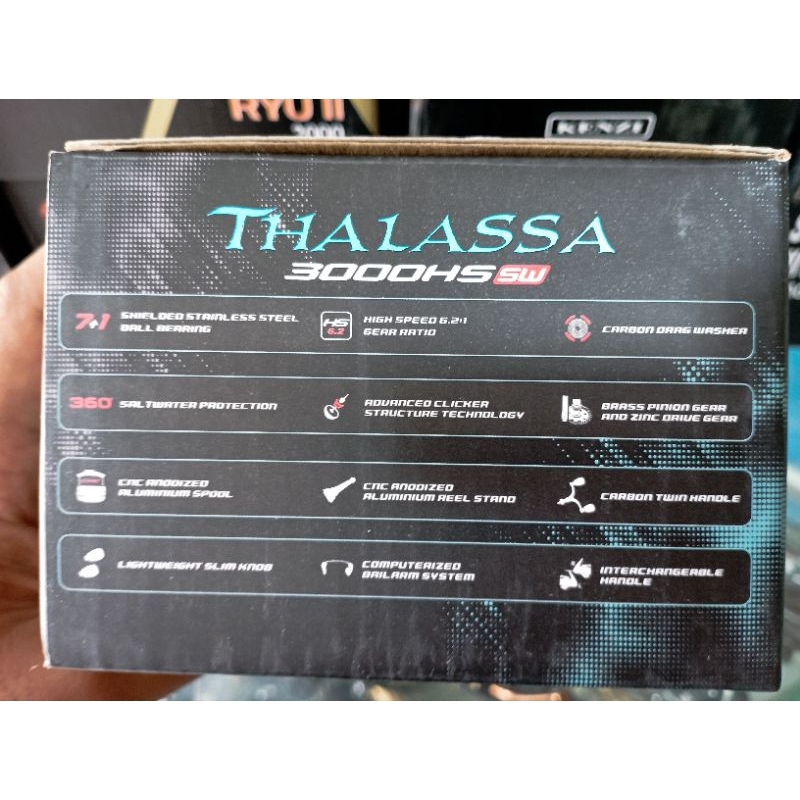 RYU II
2000
KENZI
THALASSA
3000HS SW
7+1 SHIELDED STAINLESS STEEL
BALL BEARING
HS
6.2
HIGH SPEED 6.2:1
GEAR RATIO
CARBON DRAG WASHER
360° SALTWATER PROTECTION
ADVANCED CLICKER
STRUCTURE TECHNOLOGY
BRASS PINION GEAR
AND ZINC DRIVE GEAR
CNC ANODIZED
ALUMINIUM SPOOL
CNC ANODIZED
ALUMINIUM REEL STAND
CARBON TWIN HANDLE
LIGHTWEIGHT SLIM KNOB
COMPUTERIZED
BAILARM SYSTEM
INTERCHANGERBLE
HANDLE